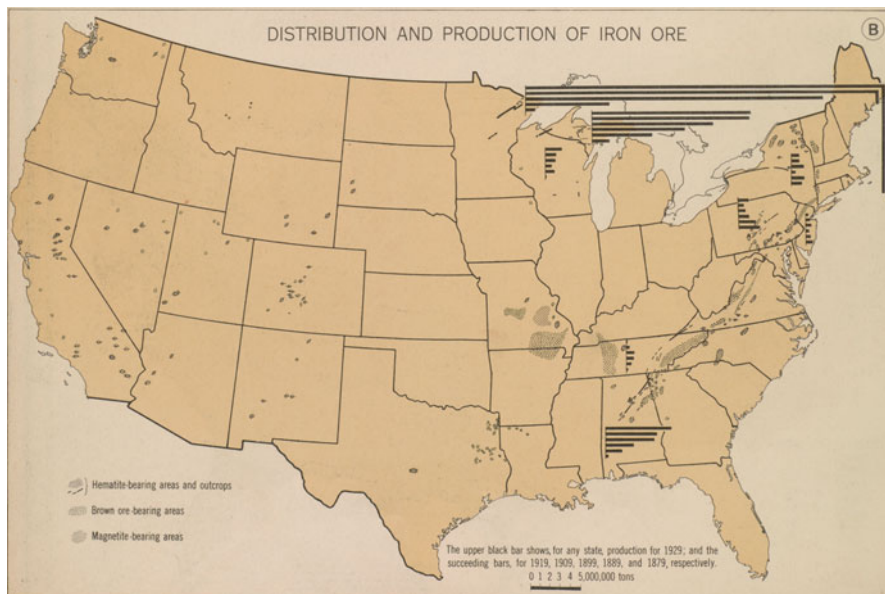 DISTRIBUTION AND PRODUCTION OF IRON ORE
B
Hematite-bearing areas and outcrops
Brown ore-bearing areas
Magnetite-bearing areas
The upper black bar shows, for any state, production for 1929; and the
succeeding bars, for 1919, 1909, 1899, 1889, and 1879, respectively.
0 1 2 3 4 5,000,000 tons